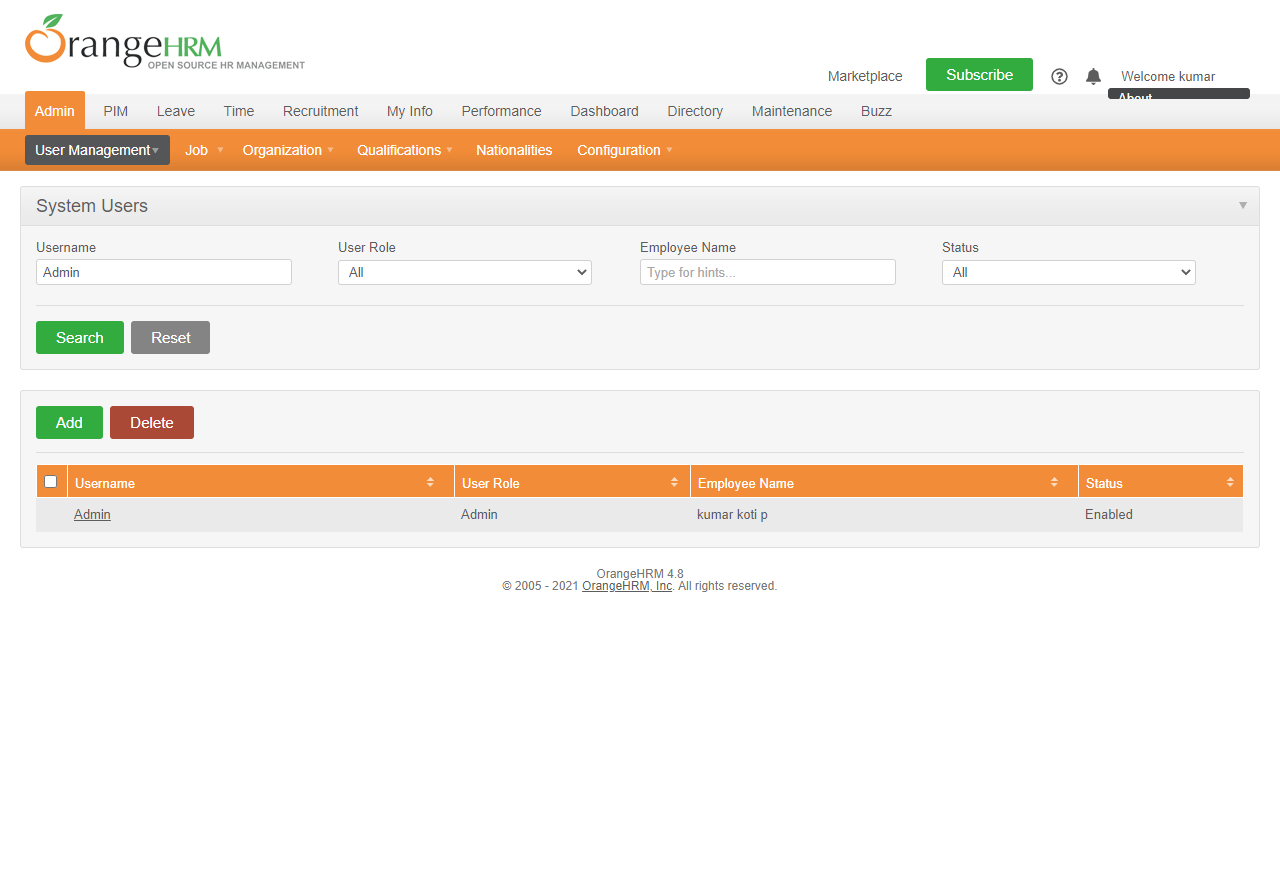 OrangeHRM
OPEN SOURCE HR MANAGEMENT
Marketplace Subscribe Welcome kumar
About
Admin PIM Leave Time Recruitment My Info Performance Dashboard Directory Maintenance Buzz
User Management Job Organization Qualifications Nationalities Configuration
System Users
Username User Role Employee Name Status
Admin All Type for hints... All
Search Reset
Add Delete
Username User Role Employee Name Status
Admin Admin kumar koti p Enabled
OrangeHRM 4.8
© 2005 - 2021 OrangeHRM, Inc. All rights reserved.